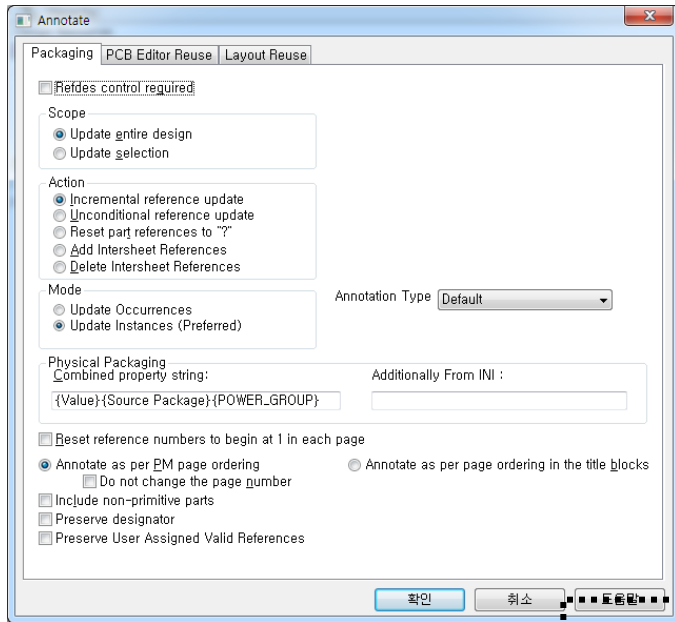 Annotate
Packaging PCB Editor Reuse Layout Reuse
Refdes control required
Scope
Update entire design
Update selection
Action
Incremental reference update
Unconditional reference update
Reset part references to "?"
Add Intersheet References
Delete Intersheet References
Mode
Update Occurrences
Update Instances (Preferred)
Annotation Type Default
Physical Packaging
Combined property string: Additionally From INI :
{Value}{Source Package}{POWER_GROUP}
Reset reference numbers to begin at 1 in each page
Annotate as per PM page ordering Annotate as per page ordering in the title blocks
Do not change the page number
Include non-primitive parts
Preserve designator
Preserve User Assigned Valid References
확인 취소 도움말